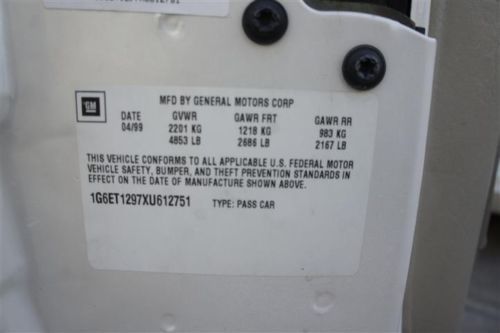 GM
MFD BY GENERAL MOTORS CORP
DATE GVWR GAWR FRT GAWR RR
04/99 2201 KG 1218 KG 983 KG
4853 LB 2686 LB 2167 LB
THIS VEHICLE CONFORMS TO ALL APPLICABLE U.S. FEDERAL MOTOR
VEHICLE SAFETY, BUMPER, AND THEFT PREVENTION STANDARDS IN
EFFECT ON THE DATE OF MANUFACTURE SHOWN ABOVE.
1G6ET1297XU612751 TYPE: PASS CAR